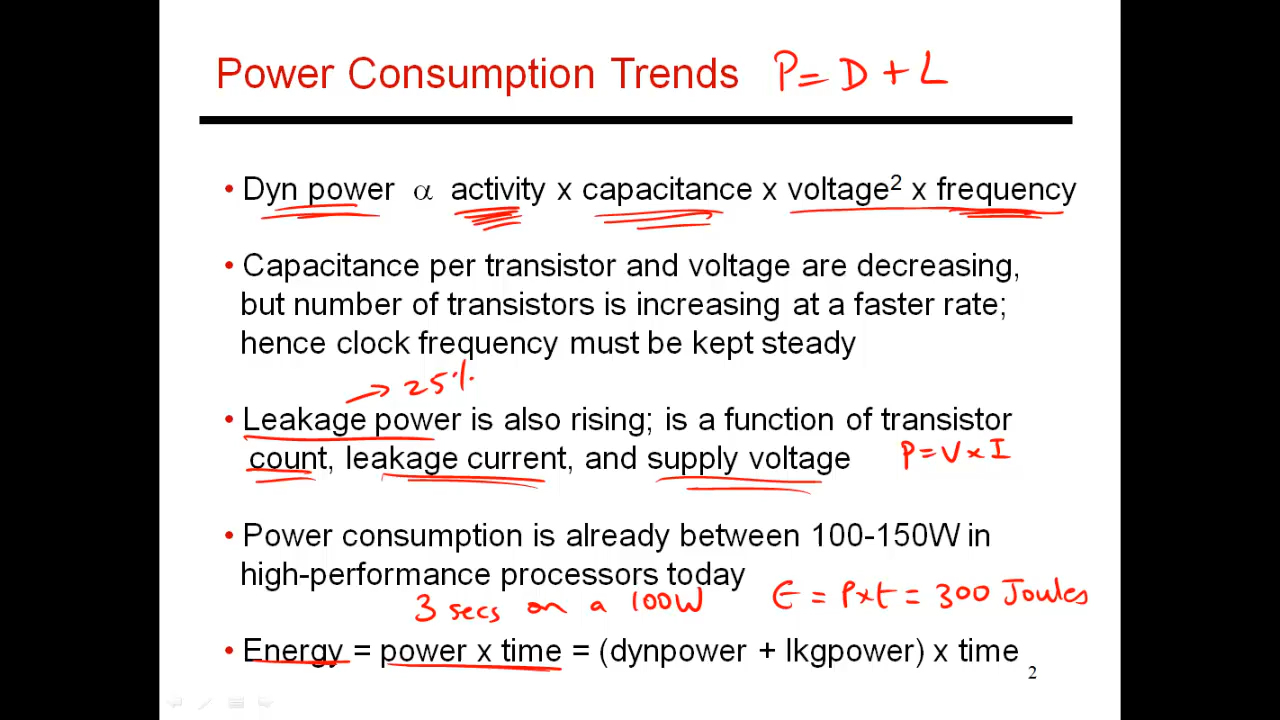 Power Consumption Trends P = D + L
• Dyn power α activity x capacitance x voltage² x frequency
• Capacitance per transistor and voltage are decreasing,
but number of transistors is increasing at a faster rate;
hence clock frequency must be kept steady
→ 25%
• Leakage power is also rising; is a function of transistor
count, leakage current, and supply voltage P = V x I
• Power consumption is already between 100-150W in
high-performance processors today
3 secs on a 100W E = P x t = 300 Joules
• Energy = power x time = (dynpower + lkgpower) x time
2